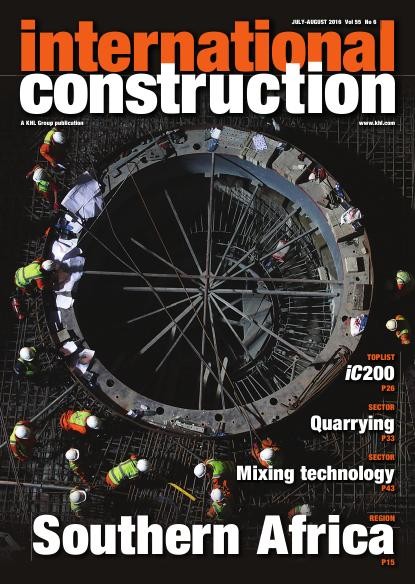 JULY-AUGUST 2016 Vol 55 No 6
international
construction
A KHL Group publication
www.khl.com
TOPLIST
iC200
P26
SECTOR
Quarrying
P33
SECTOR
Mixing technology
P43
REGION
Southern Africa
P15